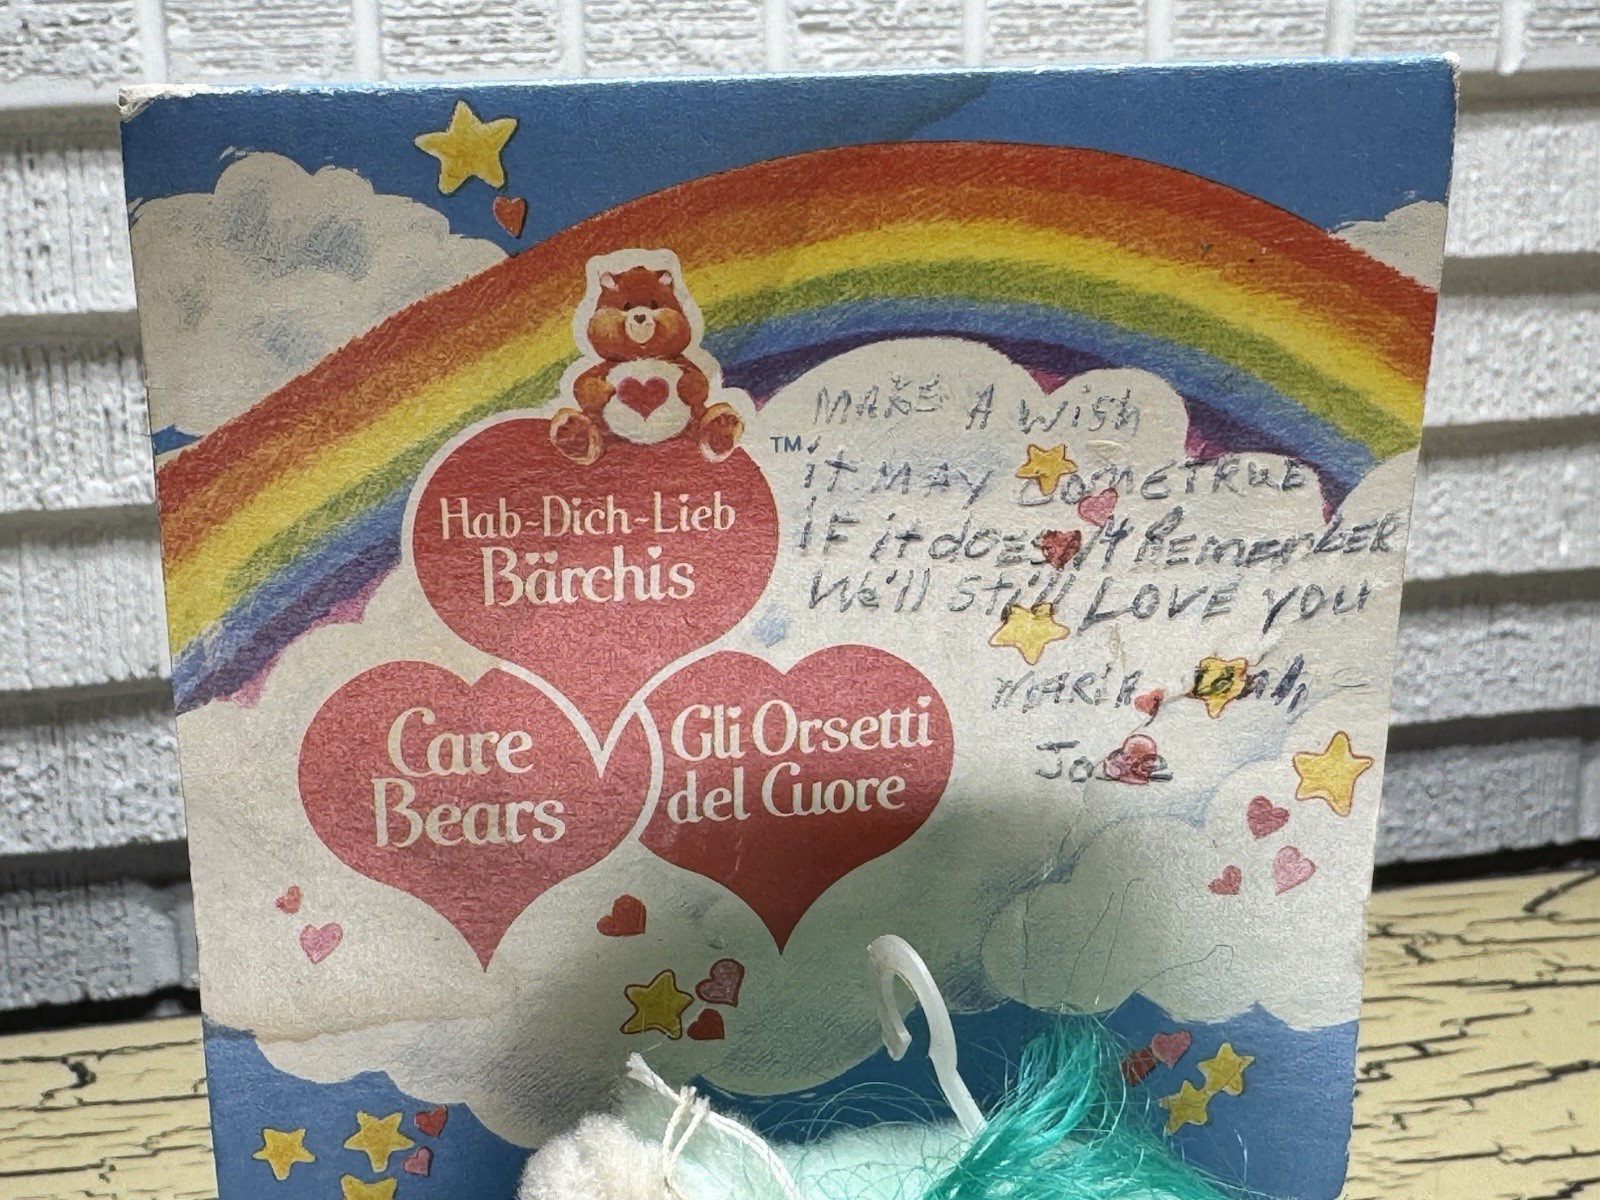 Hab-Dich-Lieb
Bärchis
TM
Care
Bears
Gli Orsetti
del Cuore
MAKE A Wish
iT MAY COMETRUE
IF it doESN't REMEMBER
We'll Still LOVE you
MARIA,